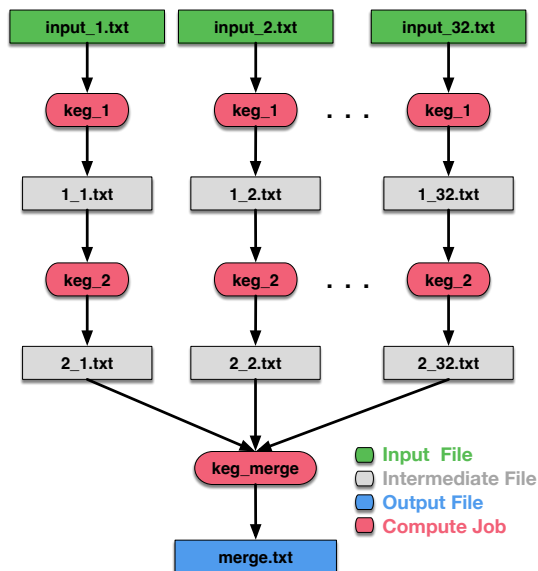 input_1.txt input_2.txt input_32.txt
keg_1 keg_1 . . . keg_1
1_1.txt 1_2.txt 1_32.txt
keg_2 keg_2 . . . keg_2
2_1.txt 2_2.txt 2_32.txt
keg_merge
Input File
Intermediate File
Output File
Compute Job
merge.txt